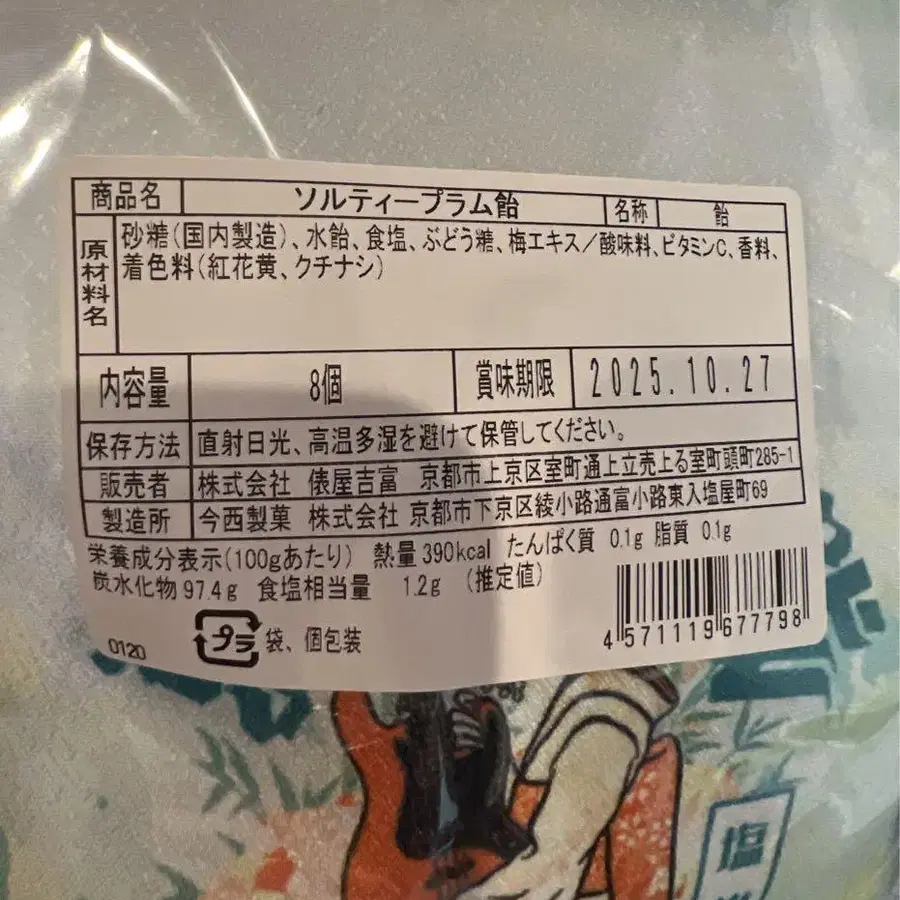 商品名 ソルティープラム飴 名称 飴
原材料名 砂糖(国内製造)、水飴、食塩、ぶどう糖、梅エキス/酸味料、ビタミンC、香料、
着色料(紅花黄、クチナシ)
内容量 8個 賞味期限 2025.10.27
保存方法 直射日光、高温多湿を避けて保管してください。
販売者 株式会社 俵屋吉富 京都市上京区室町通上立売上る室町頭町285-1
製造所 今西製菓 株式会社 京都市下京区綾小路通富小路東入塩屋町69
栄養成分表示(100gあたり) 熱量390kcal たんぱく質 0.1g 脂質 0.1g
炭水化物97.4g 食塩相当量 1.2g (推定値)
0120 プラ 袋、個包装
4571119677798
塩